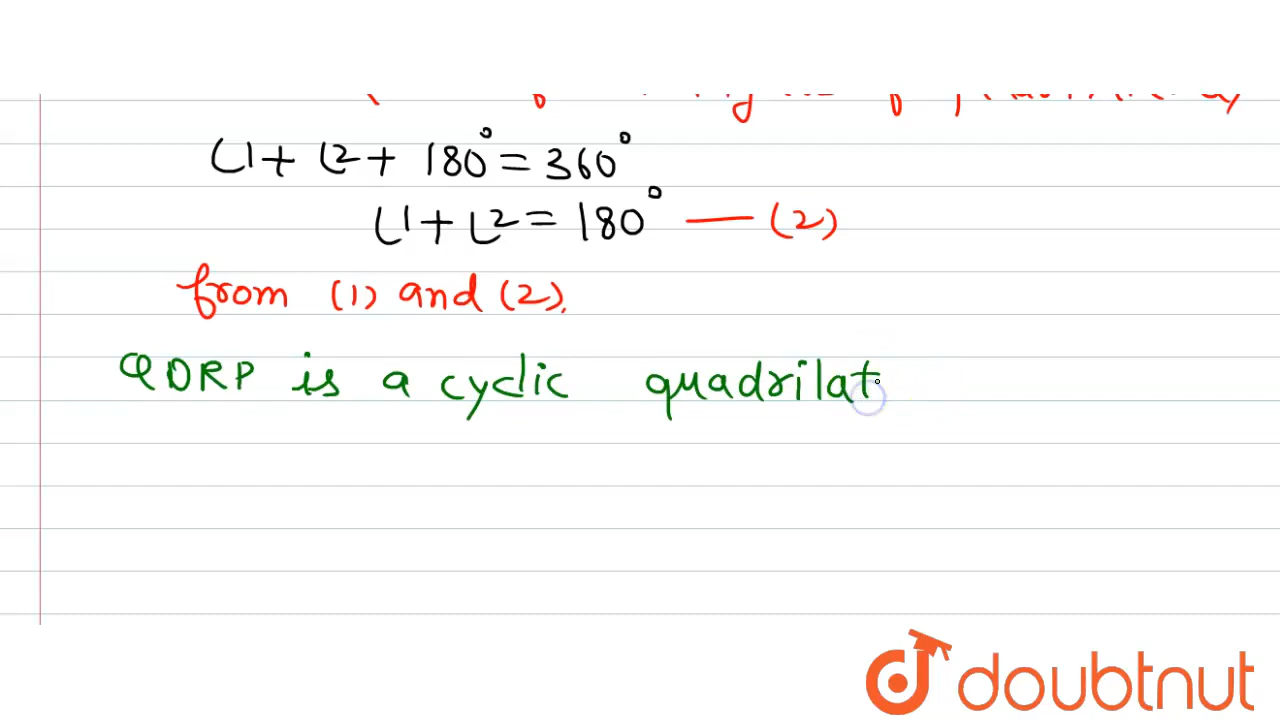 ∠1 + ∠2 + 180° = 360°
∠1 + ∠2 = 180° — (2)
from (1) and (2).
QORP is a cyclic quadrilat
doubtnut